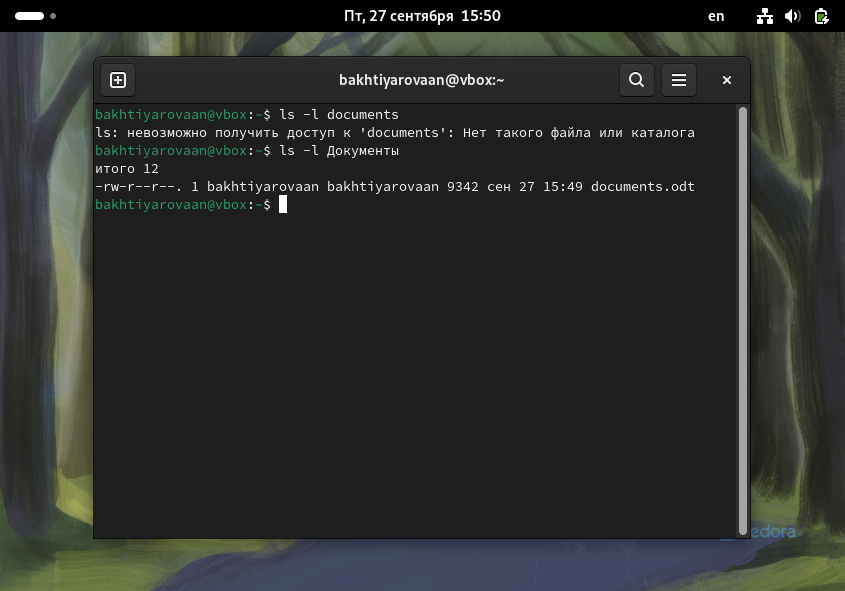 Пт, 27 сентября 15:50
en
bakhtiyarovaan@vbox:~
bakhtiyarovaan@vbox:~$ ls -l documents
ls: невозможно получить доступ к 'documents': Нет такого файла или каталога
bakhtiyarovaan@vbox:~$ ls -l Документы
итого 12
-rw-r--r--. 1 bakhtiyarovaan bakhtiyarovaan 9342 сен 27 15:49 documents.odt
bakhtiyarovaan@vbox:~$
edora